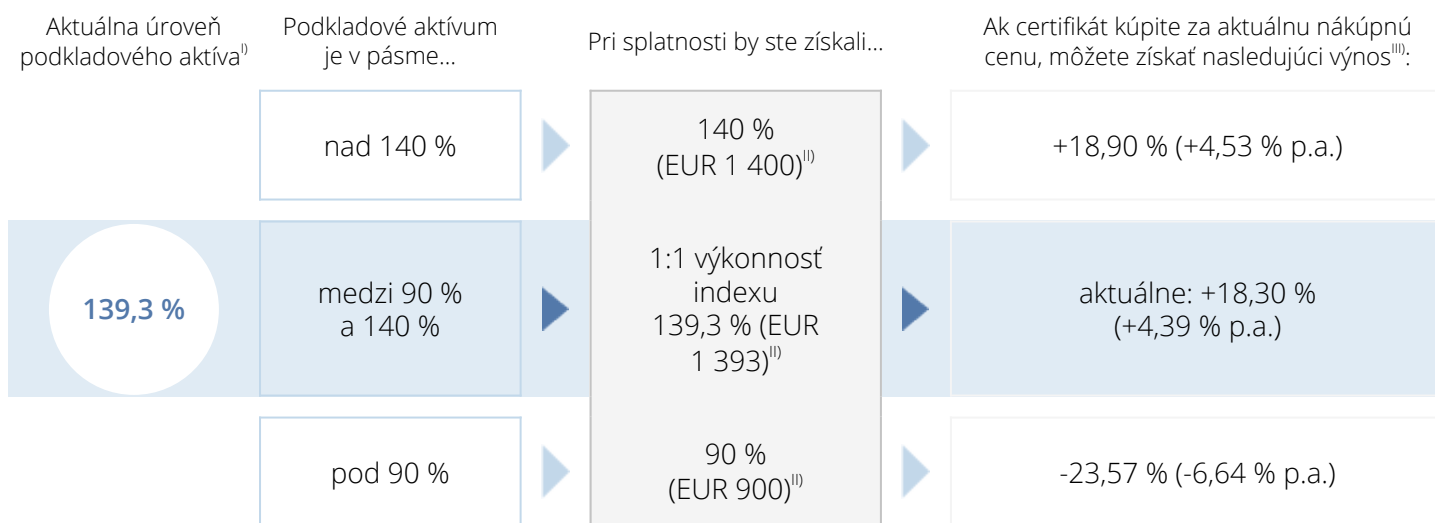 Aktuálna úroveň
podkladového aktívaI)
Podkladové aktívum
je v pásme...
Pri splatnosti by ste získali...
Ak certifikát kúpite za aktuálnu nákúpnú
cenu, môžete získať nasledujúci výnosIII):
nad 140 %
140 %
(EUR 1 400)II)
+18,90 % (+4,53 % p.a.)
139,3 %
medzi 90 %
a 140 %
1:1 výkonnosť
indexu
139,3 % (EUR
1 393)II)
aktuálne: +18,30 %
(+4,39 % p.a.)
pod 90 %
90 %
(EUR 900)II)
-23,57 % (-6,64 % p.a.)